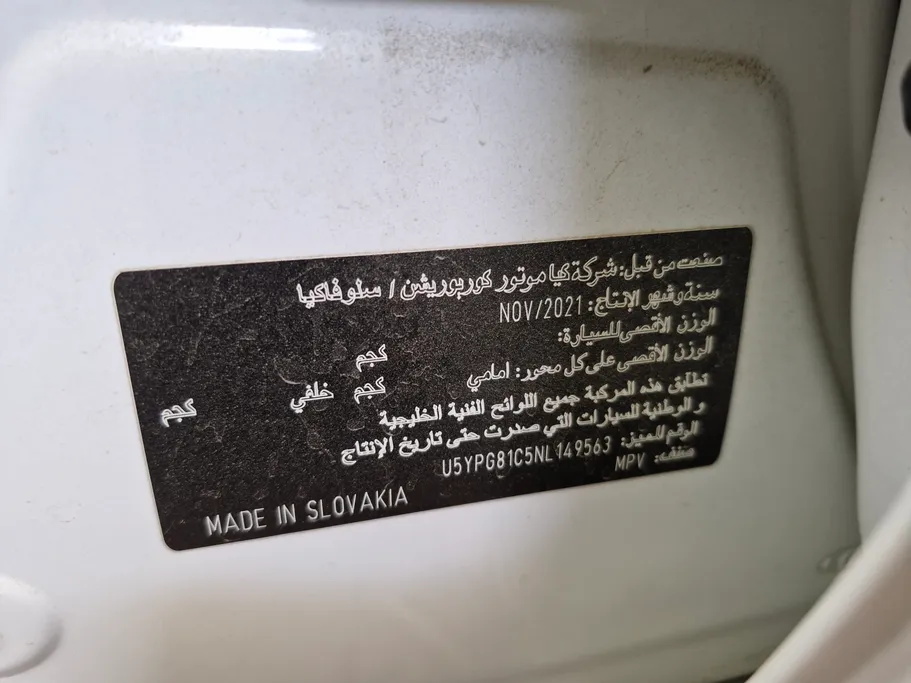 صنعت من قبل: شركة كيا موتور كوربوريشن / سلوفاكيا
سنة وشهر الإنتاج: NOV/2021
الوزن الأقصى للسيارة: كجم
الوزن الأقصى على كل محور: امامي كجم خلفي كجم
تطابق هذه المركبة جميع اللوائح الفنية الخليجية
و الوطنية للسيارات التي صدرت حتى تاريخ الإنتاج
الرقم المميز: U5YPG81C5NL149563
صنفه: MPV
MADE IN SLOVAKIA